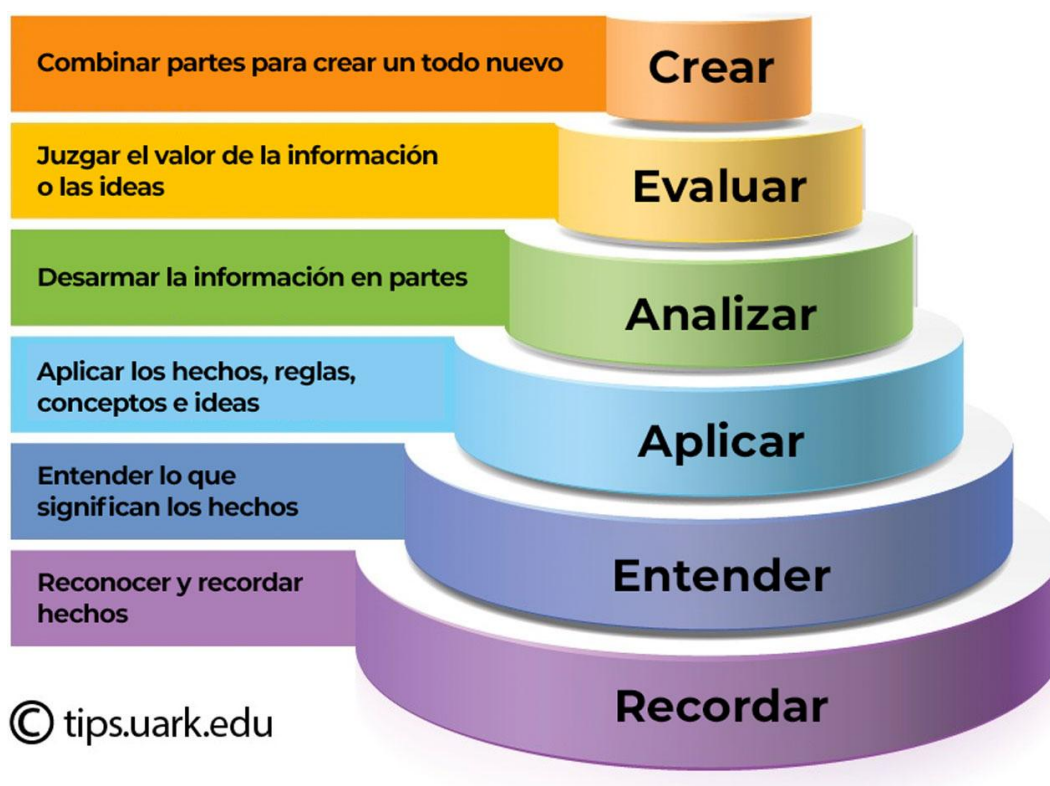 Combinar partes para crear un todo nuevo
Crear
Juzgar el valor de la información
o las ideas
Evaluar
Desarmar la información en partes
Analizar
Aplicar los hechos, reglas,
conceptos e ideas
Aplicar
Entender lo que
significan los hechos
Entender
Reconocer y recordar
hechos
Recordar
© tips.uark.edu